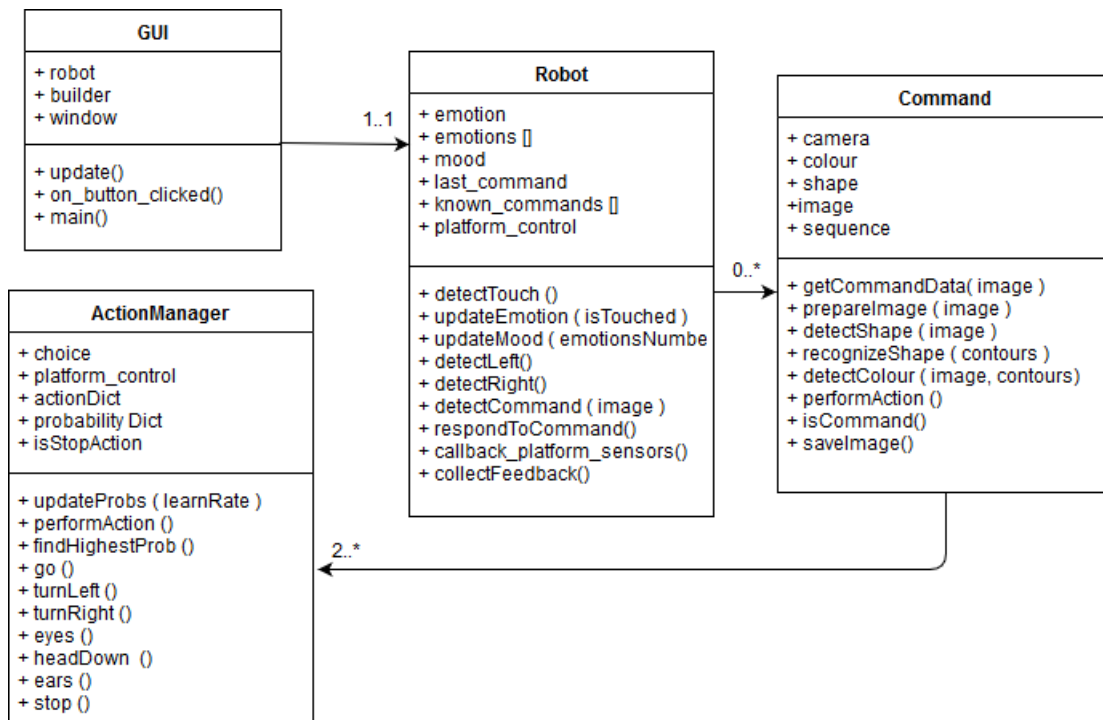 GUI
+ robot
+ builder
+ window
+ update()
+ on_button_clicked()
+ main()
1..1
Robot
+ emotion
+ emotions []
+ mood
+ last_command
+ known_commands []
+ platform_control
+ detectTouch ()
+ updateEmotion ( isTouched )
+ updateMood ( emotionsNumbe
+ detectLeft()
+ detectRight()
+ detectCommand ( image )
+ respondToCommand()
+ callback_platform_sensors()
+ collectFeedback()
0..*
Command
+ camera
+ colour
+ shape
+image
+ sequence
+ getCommandData( image )
+ prepareImage ( image )
+ detectShape ( image )
+ recognizeShape ( contours )
+ detectColour ( image, contours)
+ performAction ()
+ isCommand()
+ saveImage()
2..*
ActionManager
+ choice
+ platform_control
+ actionDict
+ probability Dict
+ isStopAction
+ updateProbs ( learnRate )
+ performAction ()
+ findHighestProb ()
+ go ()
+ turnLeft ()
+ turnRight ()
+ eyes ()
+ headDown  ()
+ ears ()
+ stop ()